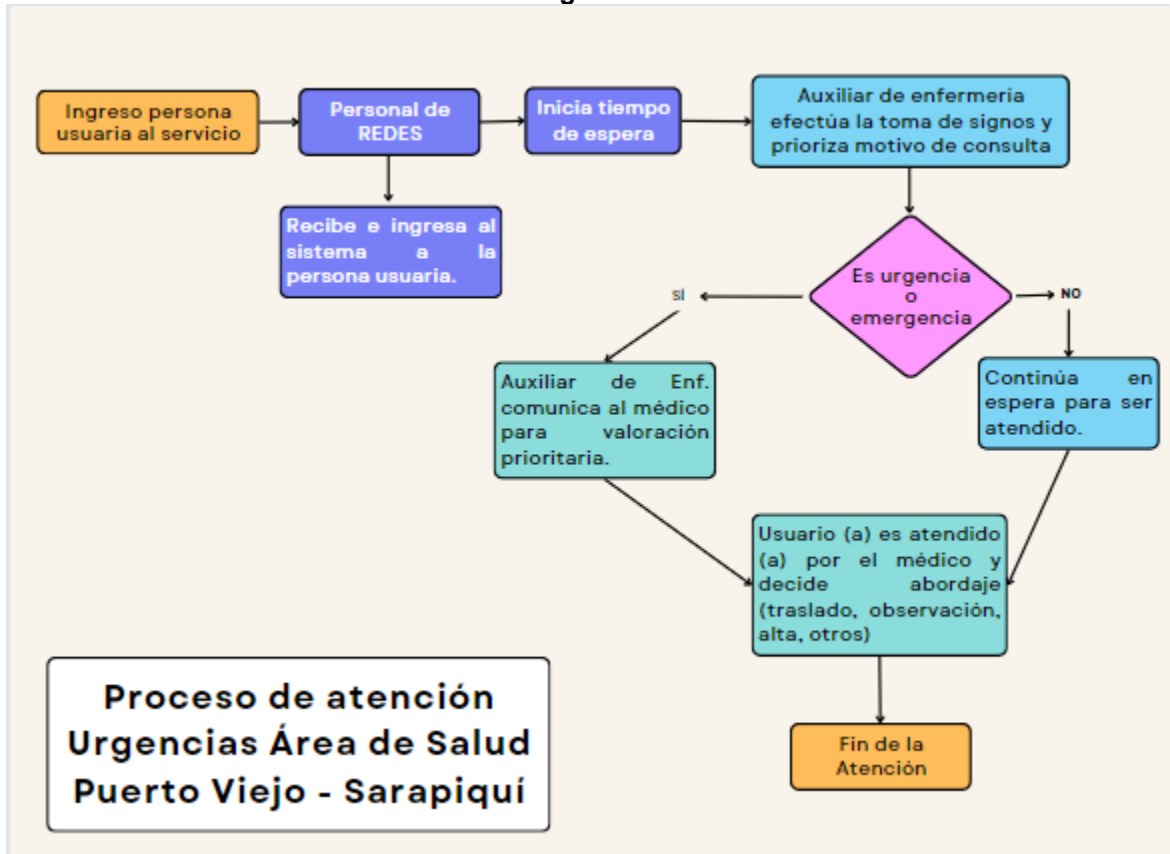 Ingreso persona
usuaria al servicio
Personal de
REDES
Inicia tiempo
de espera
Auxiliar de enfermería
efectúa la toma de signos y
prioriza motivo de consulta
Recibe e ingresa al
sistema a la
persona usuaria.
Es urgencia
o
emergencia
SÍ
NO
Auxiliar de Enf.
comunica al médico
para valoración
prioritaria.
Continúa en
espera para ser
atendido.
Usuario (a) es atendido
(a) por el médico y
decide abordaje
(traslado, observación,
alta, otros)
Fin de la
Atención
Proceso de atención
Urgencias Área de Salud
Puerto Viejo - Sarapiquí